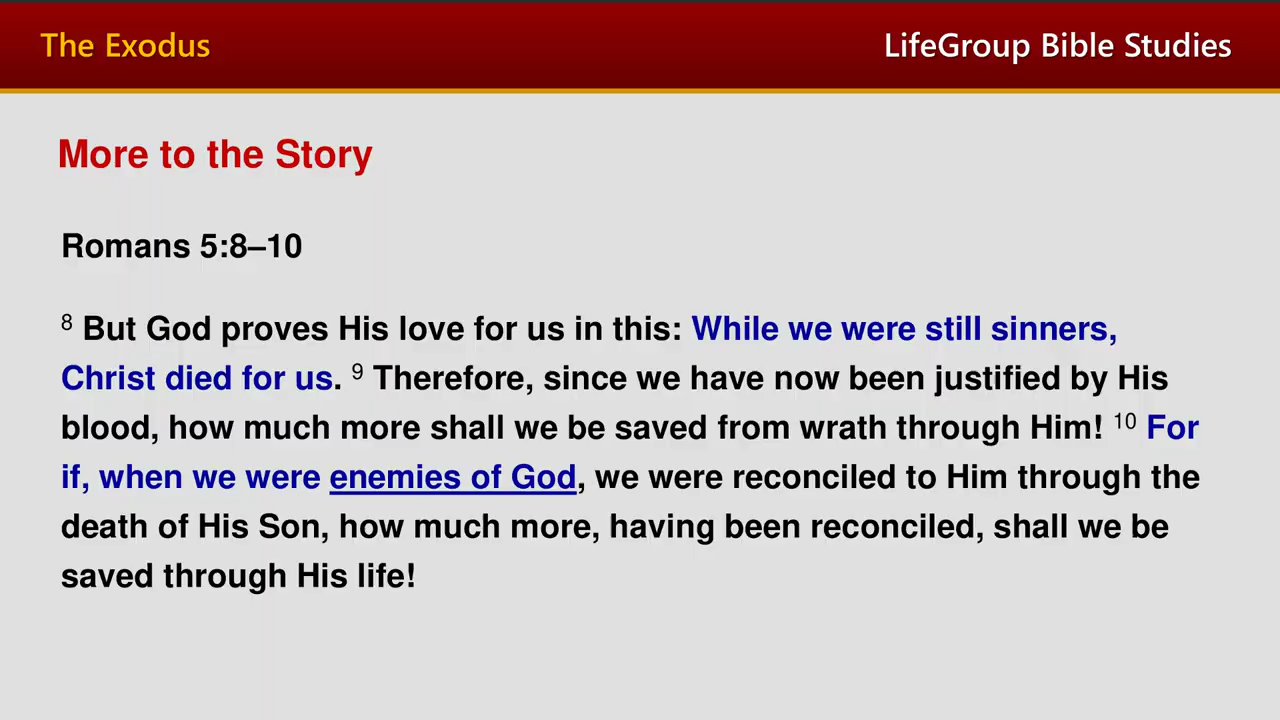 The Exodus
LifeGroup Bible Studies
More to the Story
Romans 5:8–10
8 But God proves His love for us in this: While we were still sinners,
Christ died for us. 9 Therefore, since we have now been justified by His
blood, how much more shall we be saved from wrath through Him! 10 For
if, when we were enemies of God, we were reconciled to Him through the
death of His Son, how much more, having been reconciled, shall we be
saved through His life!